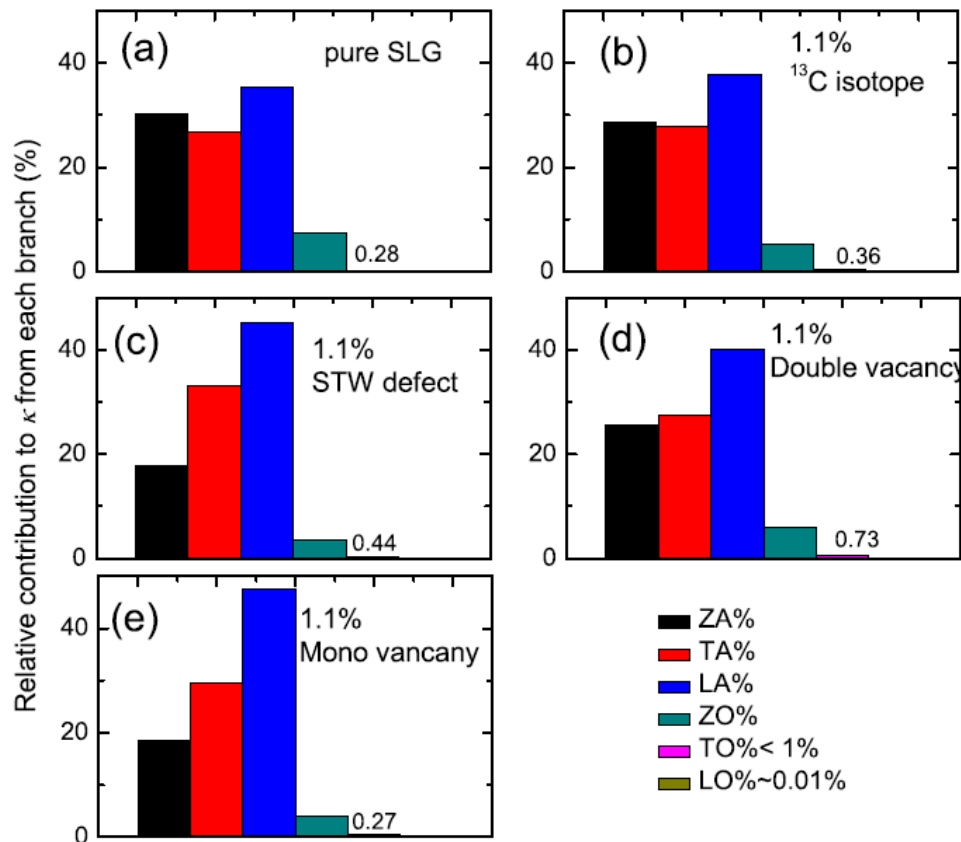 Relative contribution to κ from each branch (%)
(a)
pure SLG
40
20
0
0.28
(b)
1.1%
¹³C isotope
40
20
0
0.36
(c)
1.1%
STW defect
40
20
0
0.44
(d)
1.1%
Double vacancy
40
20
0
0.73
(e)
1.1%
Mono vancany
40
20
0
0.27
ZA%
TA%
LA%
ZO%
TO%< 1%
LO%~0.01%